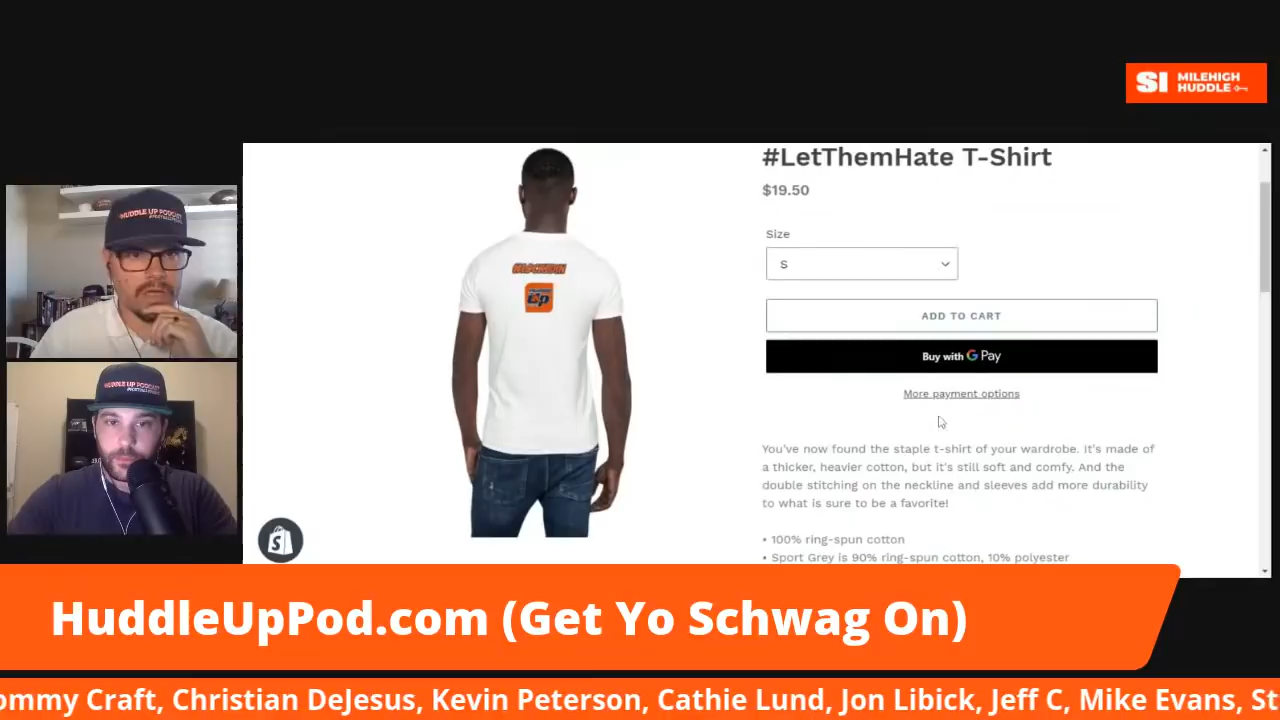 SI MILEHIGH
HUDDLE
#LetThemHate T-Shirt
$19.50
Size
S
ADD TO CART
Buy with G Pay
More payment options
You've now found the staple t-shirt of your wardrobe. It's made of
a thicker, heavier cotton, but it's still soft and comfy. And the
double stitching on the neckline and sleeves add more durability
to what is sure to be a favorite!
• 100% ring-spun cotton
• Sport Grey is 90% ring-spun cotton, 10% polyester
HUDDLE UP PODCAST
HUDDLE UP PODCAST
Up
S
HuddleUpPod.com (Get Yo Schwag On)
ommy Craft, Christian DeJesus, Kevin Peterson, Cathie Lund, Jon Libick, Jeff C, Mike Evans, St